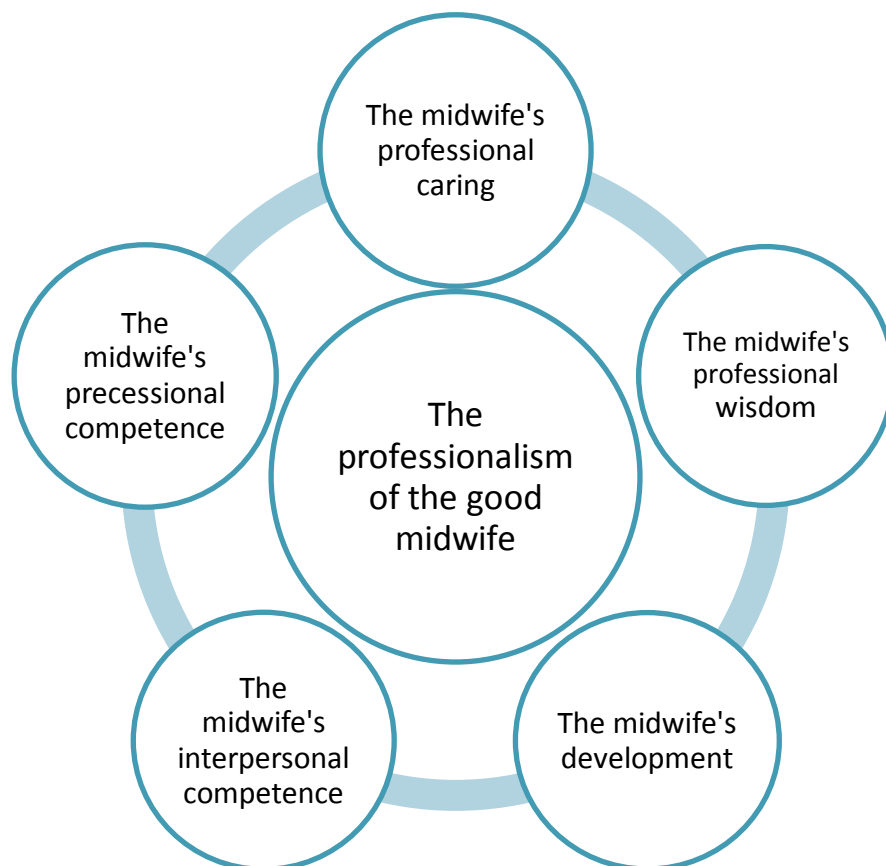 The midwife's
professional
caring
The
midwife's
precessional
competence
The midwife's
professional
wisdom
The
professionalism
of the good
midwife
The
midwife's
interpersonal
competence
The midwife's
development